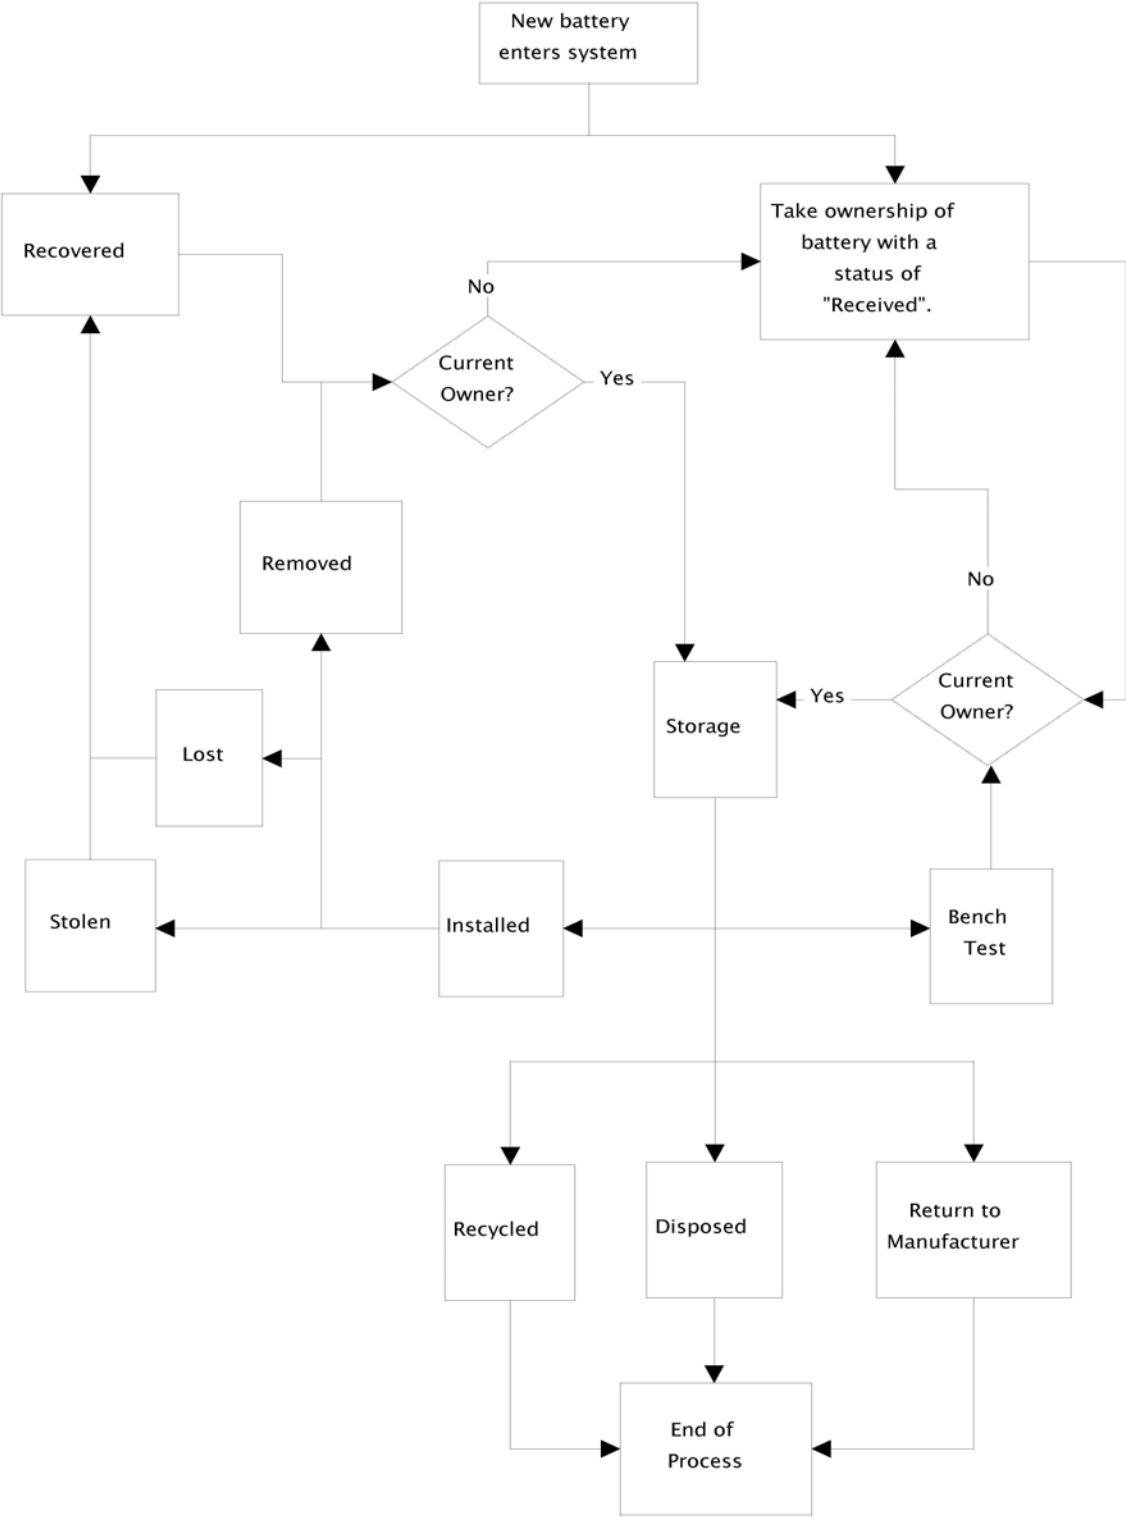 New battery
enters system
Recovered
Take ownership of
battery with a
status of
"Received".
No
Current
Owner?
Yes
Removed
No
Current
Owner?
Yes
Storage
Lost
Stolen
Installed
Bench
Test
Recycled
Disposed
Return to
Manufacturer
End of
Process